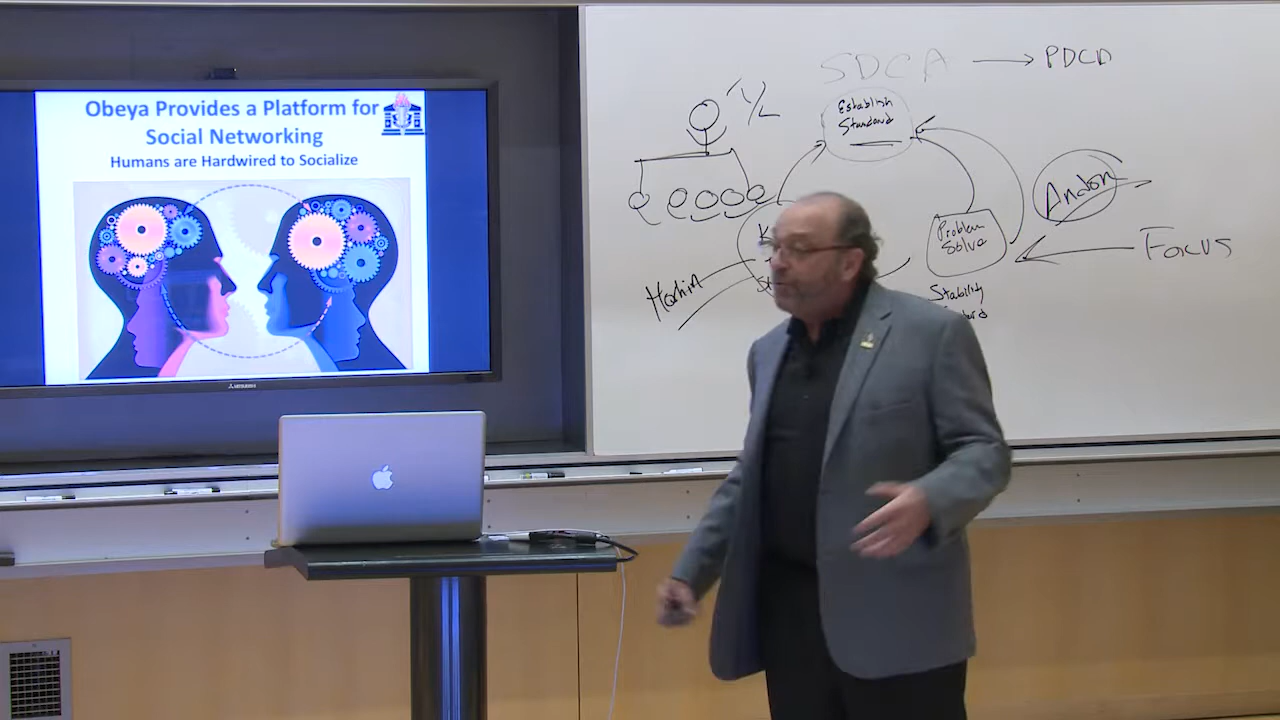 Obeya Provides a Platform for
Social Networking
Humans are Hardwired to Socialize
MITSUBISHI
SDCA → PDCA
T/L
Establish
Standard
Andon
Problem
Solve
Focus
Stability